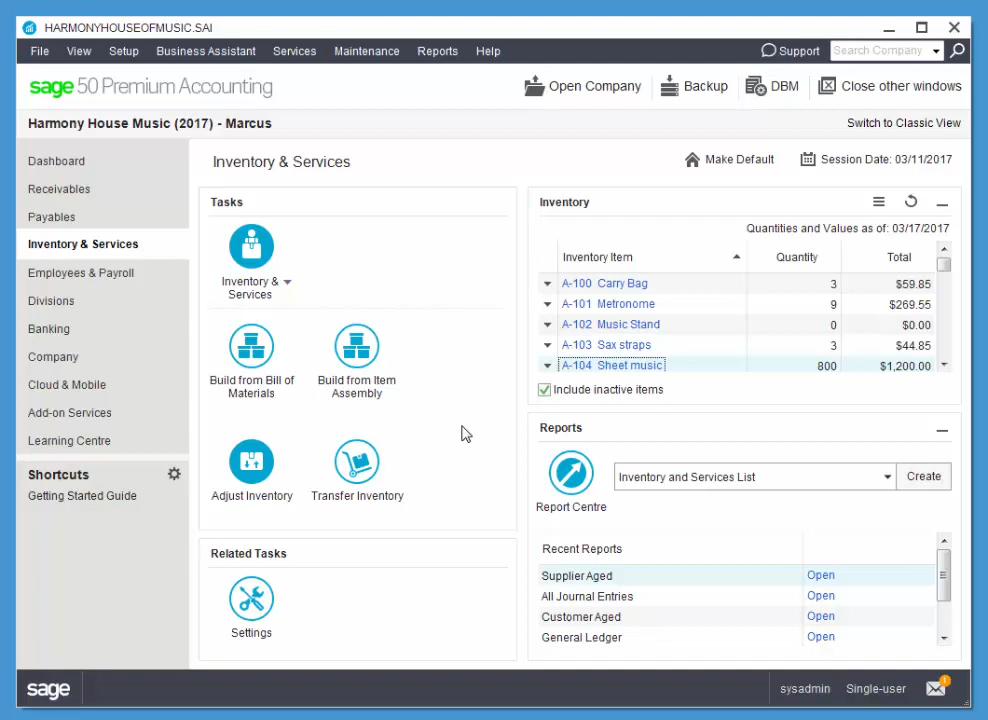 HARMONYHOUSEOFMUSIC.SAI
File View Setup Business Assistant Services Maintenance Reports Help Support Search Company
sage 50 Premium Accounting Open Company Backup DBM Close other windows
Harmony House Music (2017) - Marcus Switch to Classic View
Dashboard
Receivables
Payables
Inventory & Services
Employees & Payroll
Divisions
Banking
Company
Cloud & Mobile
Add-on Services
Learning Centre
Shortcuts
Getting Started Guide
Inventory & Services Make Default Session Date: 03/11/2017
Tasks
Inventory &
Services
Build from Bill of
Materials
Build from Item
Assembly
Adjust Inventory
Transfer Inventory
Related Tasks
Settings
Inventory
Quantities and Values as of: 03/17/2017
Inventory Item Quantity Total
A-100 Carry Bag 3 $59.85
A-101 Metronome 9 $269.55
A-102 Music Stand 0 $0.00
A-103 Sax straps 3 $44.85
A-104 Sheet music 800 $1,200.00
Include inactive items
Reports
Report Centre
Inventory and Services List Create
Recent Reports
Supplier Aged Open
All Journal Entries Open
Customer Aged Open
General Ledger Open
sage sysadmin Single-user 1